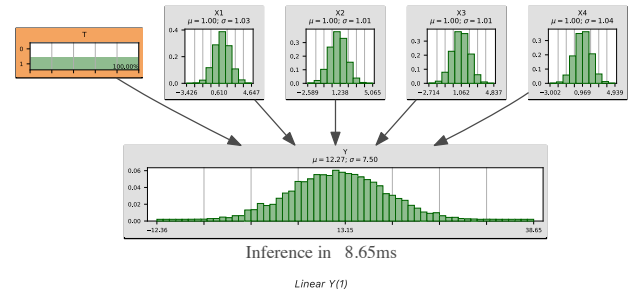 T
0
1
100.00%
X1
μ = 1.00; σ = 1.03
0.4
0.2
0.0
−3.426 0.610 4.647
X2
μ = 1.00; σ = 1.01
0.3
0.2
0.1
0.0
−2.589 1.238 5.065
X3
μ = 1.00; σ = 1.01
0.3
0.2
0.1
0.0
−2.714 1.062 4.837
X4
μ = 1.00; σ = 1.04
0.3
0.2
0.1
0.0
−3.002 0.969 4.939
Y
μ = 12.27; σ = 7.50
0.06
0.04
0.02
0.00
−12.36 13.15 38.65
Inference in 8.65ms
Linear Y(1)